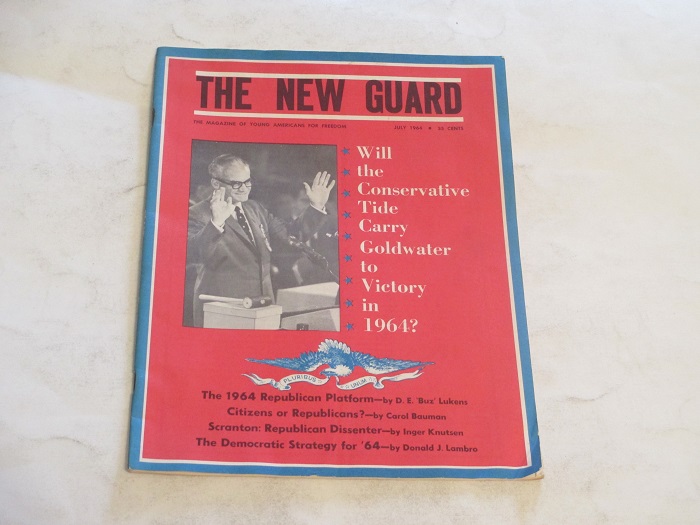 THE NEW GUARD
THE MAGAZINE OF YOUNG AMERICANS FOR FREEDOM
JULY 1964 ★ 35 CENTS
Will
the
Conservative
Tide
Carry
Goldwater
to
Victory
in
1964?
PLURIBUS UNUM
The 1964 Republican Platform—by D. E. 'Buz' Lukens
Citizens or Republicans?—by Carol Bauman
Scranton: Republican Dissenter—by Inger Knutsen
The Democratic Strategy for '64—by Donald J. Lambro